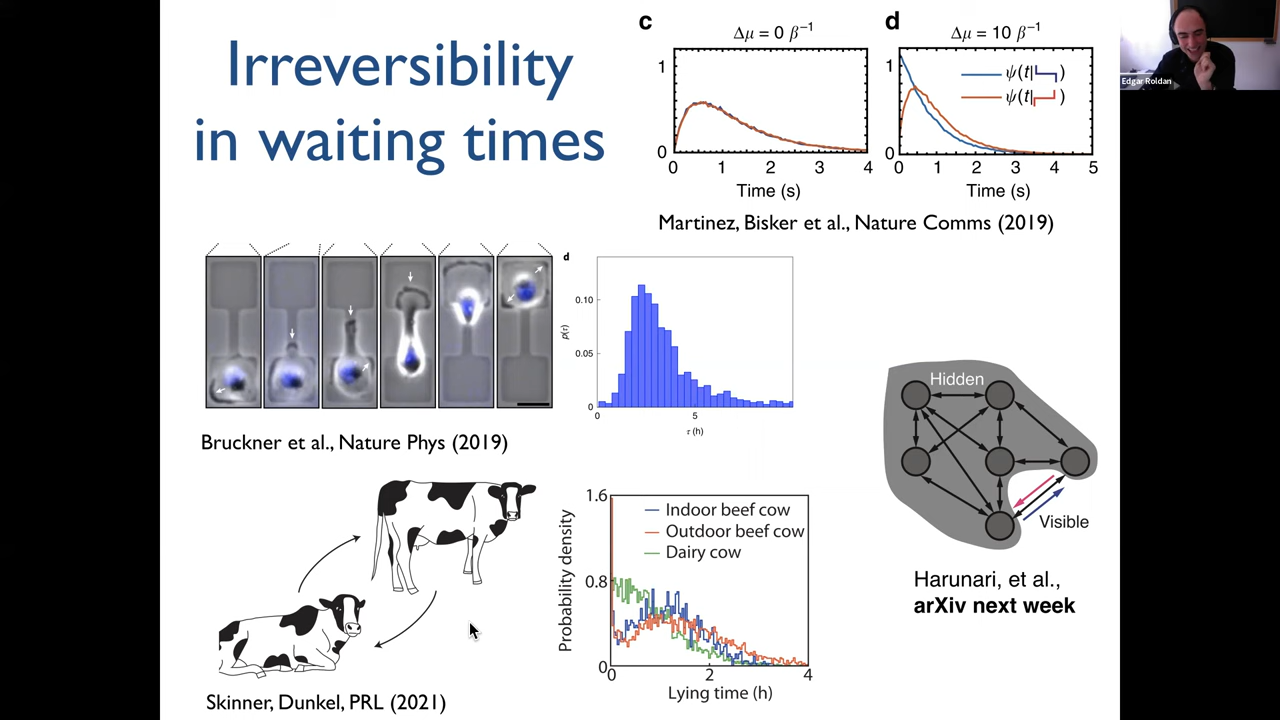 Irreversibility
in waiting times
c
Δμ = 0 β⁻¹
1
0
0 1 2 3 4
Time (s)
d
Δμ = 10 β⁻¹
1
0
ψ(t| )
ψ(t| )
0 1 2 3 4 5
Time (s)
Martinez, Bisker et al., Nature Comms (2019)
Edgar Roldan
d
0.10
0.05
0
p(τ)
0 5
τ (h)
Bruckner et al., Nature Phys (2019)
Hidden
Visible
Harunari, et al.,
arXiv next week
Probability density
1.6
0.8
0
Indoor beef cow
Outdoor beef cow
Dairy cow
0 2 4
Lying time (h)
Skinner, Dunkel, PRL (2021)